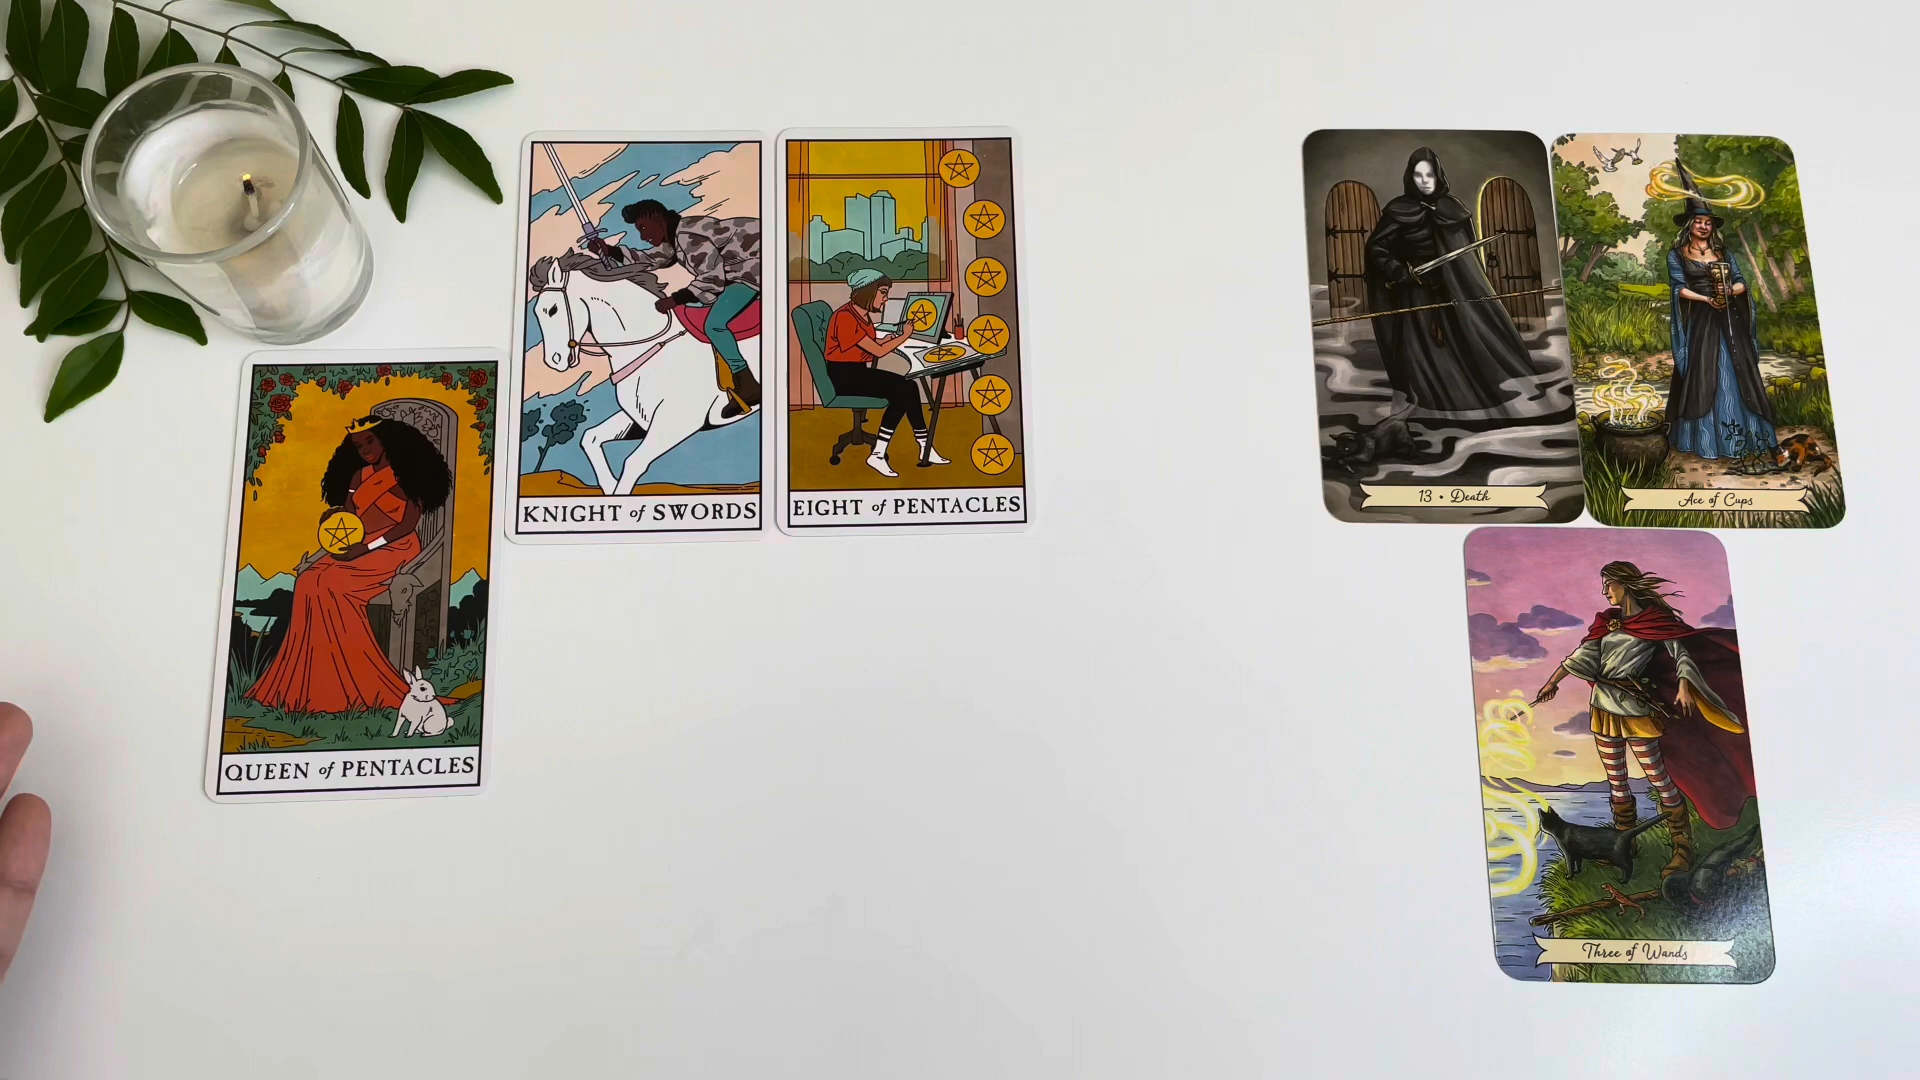 KNIGHT of SWORDS
EIGHT of PENTACLES
QUEEN of PENTACLES
13 • Death
Ace of Cups
Three of Wands